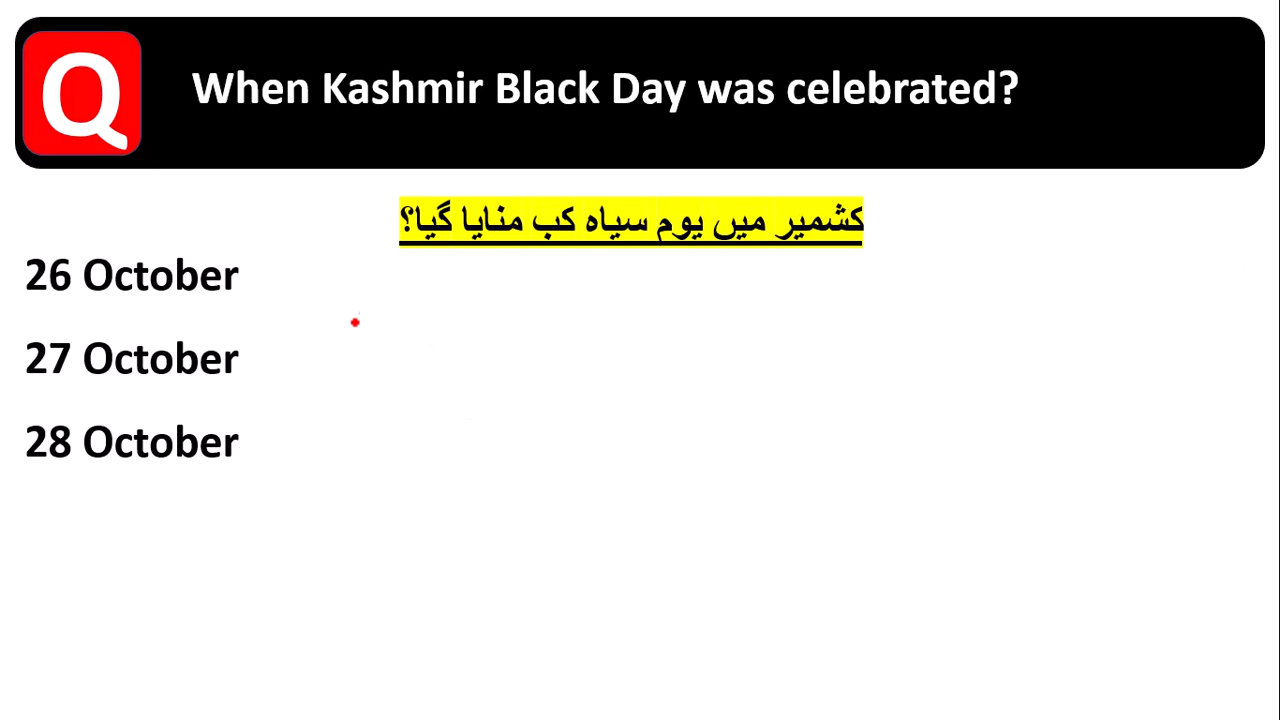 Q
When Kashmir Black Day was celebrated?
کشمیر میں یوم سیاہ کب منایا گیا؟
26 October
27 October
28 October